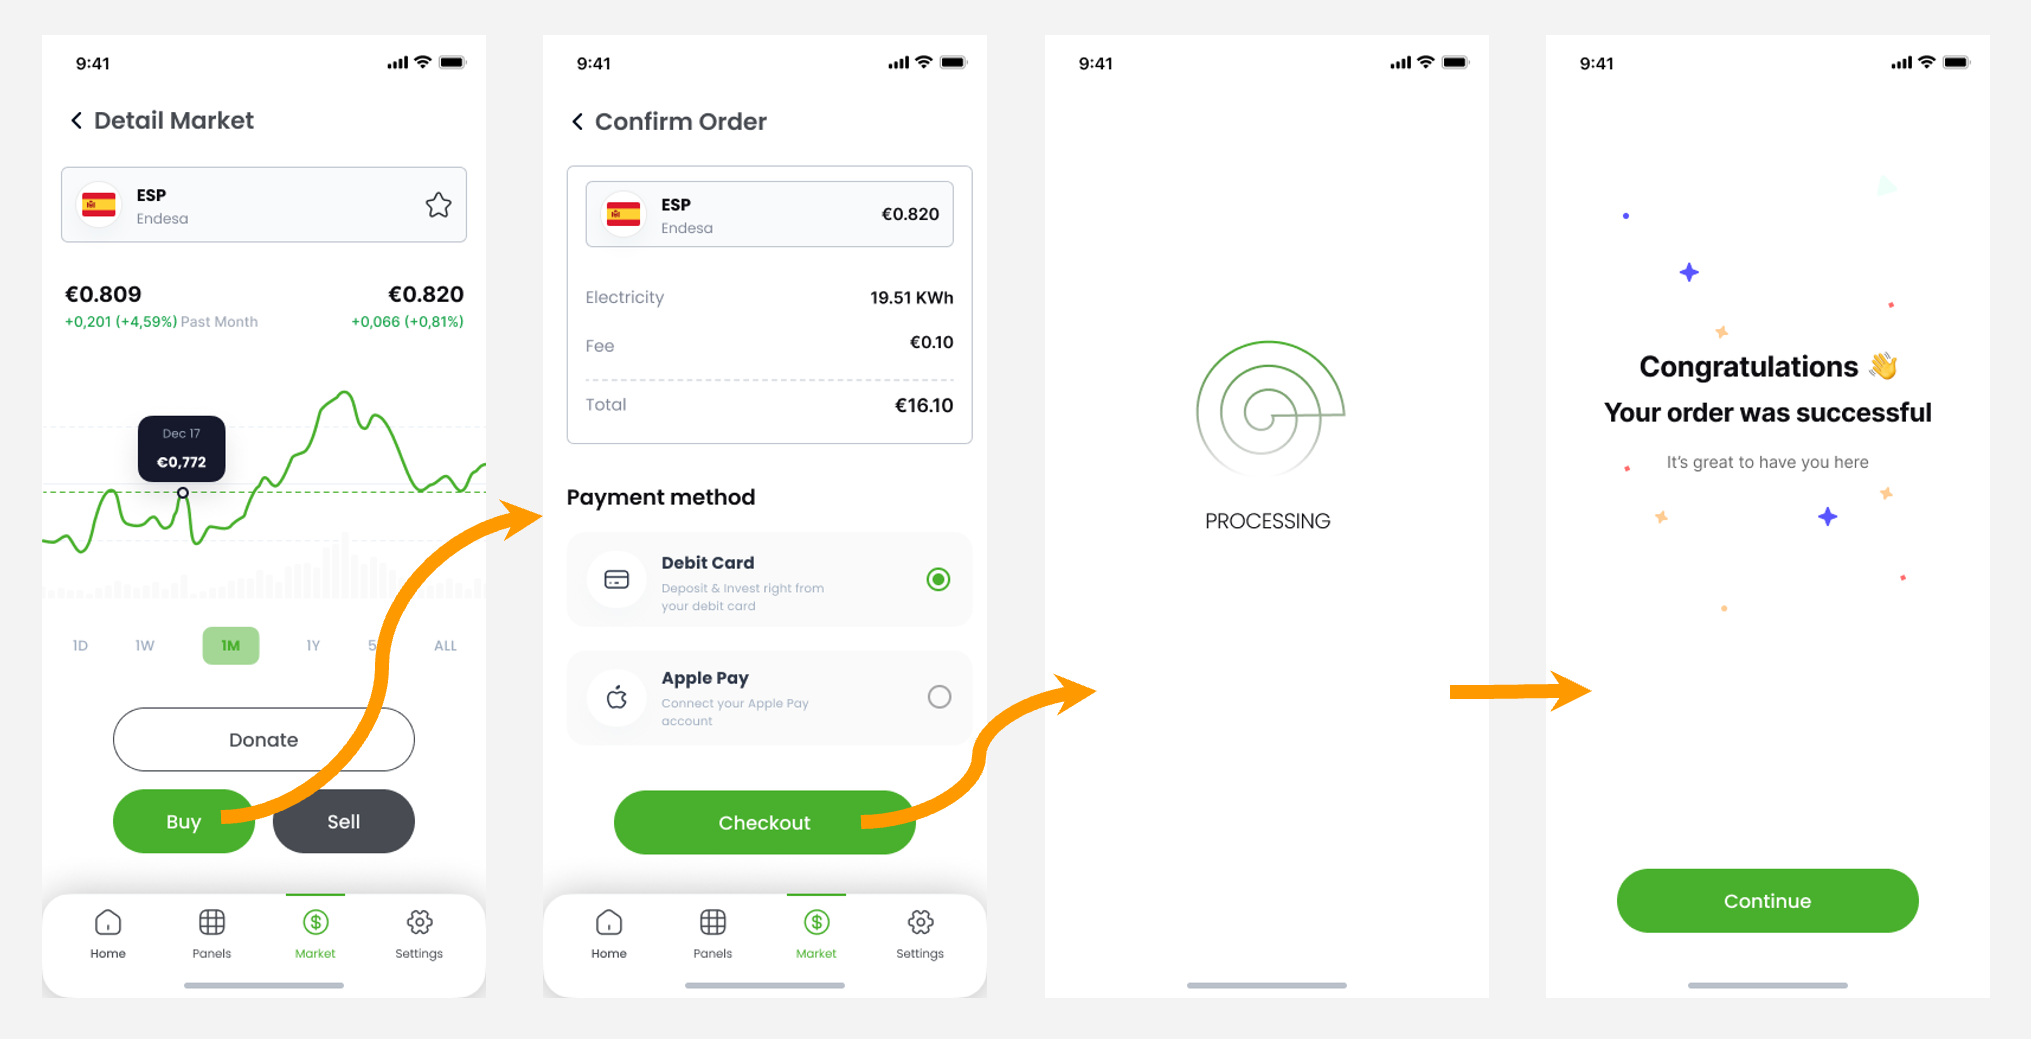 9:41
Detail Market
ESP
Endesa
€0.809
€0.820
+0,201 (+4,59%) Past Month
+0,066 (+0,81%)
Dec 17
€0,772
1D
1W
1M
1Y
5
ALL
Donate
Buy
Sell
Home
Panels
Market
Settings
9:41
Confirm Order
ESP
Endesa
€0.820
Electricity
19.51 KWh
Fee
€0.10
Total
€16.10
Payment method
Debit Card
Deposit & Invest right from
your debit card
Apple Pay
Connect your Apple Pay
account
Checkout
Home
Panels
Market
Settings
9:41
PROCESSING
9:41
Congratulations 👋
Your order was successful
It's great to have you here
Continue